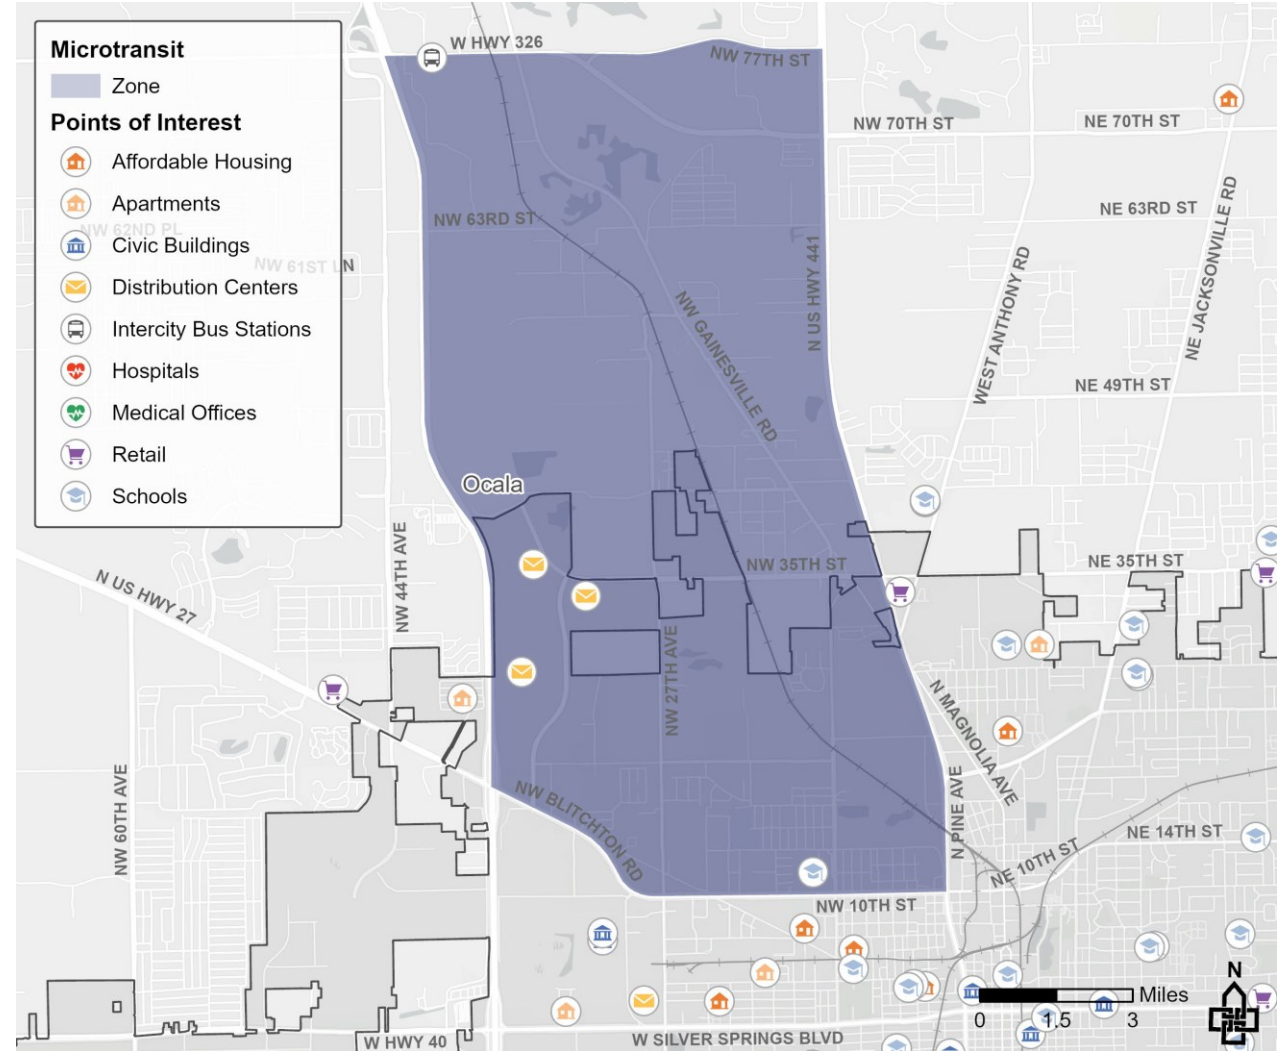 Microtransit
Zone
Points of Interest
Affordable Housing
Apartments
Civic Buildings
Distribution Centers
Intercity Bus Stations
Hospitals
Medical Offices
Retail
Schools
NW 62ND PL
NW 61ST LN
W HWY 326
NW 77TH ST
NW 70TH ST
NE 70TH ST
NW 63RD ST
NE 63RD ST
N US HWY 441
NW GAINESVILLE RD
WEST ANTHONY RD
NE JACKSONVILLE RD
NE 49TH ST
Ocala
NW 44TH AVE
N US HWY 27
NW 35TH ST
NE 35TH ST
NW 27TH AVE
N MAGNOLIA AVE
NW 60TH AVE
NW BLITCHTON RD
N PINE AVE
NE 10TH ST
NE 14TH ST
NW 10TH ST
W HWY 40
W SILVER SPRINGS BLVD
Miles
0
1.5
3
N